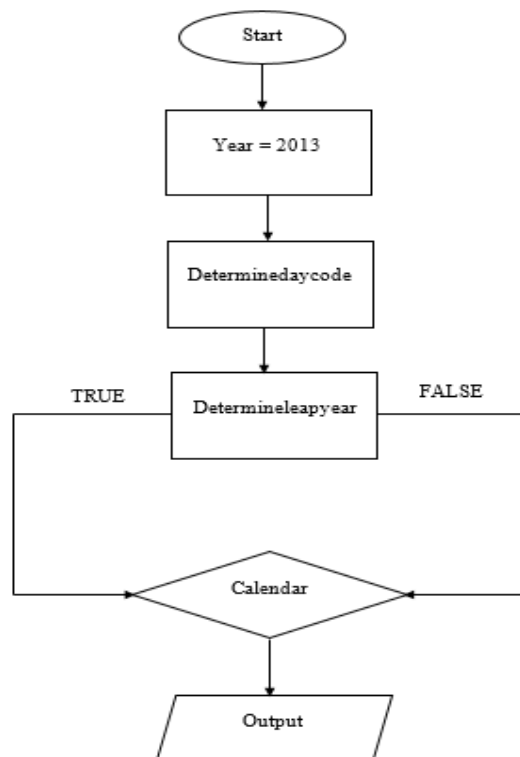 Start
Year = 2013
Determinedaycode
TRUE
Determineleapyear
FALSE
Calendar
Output